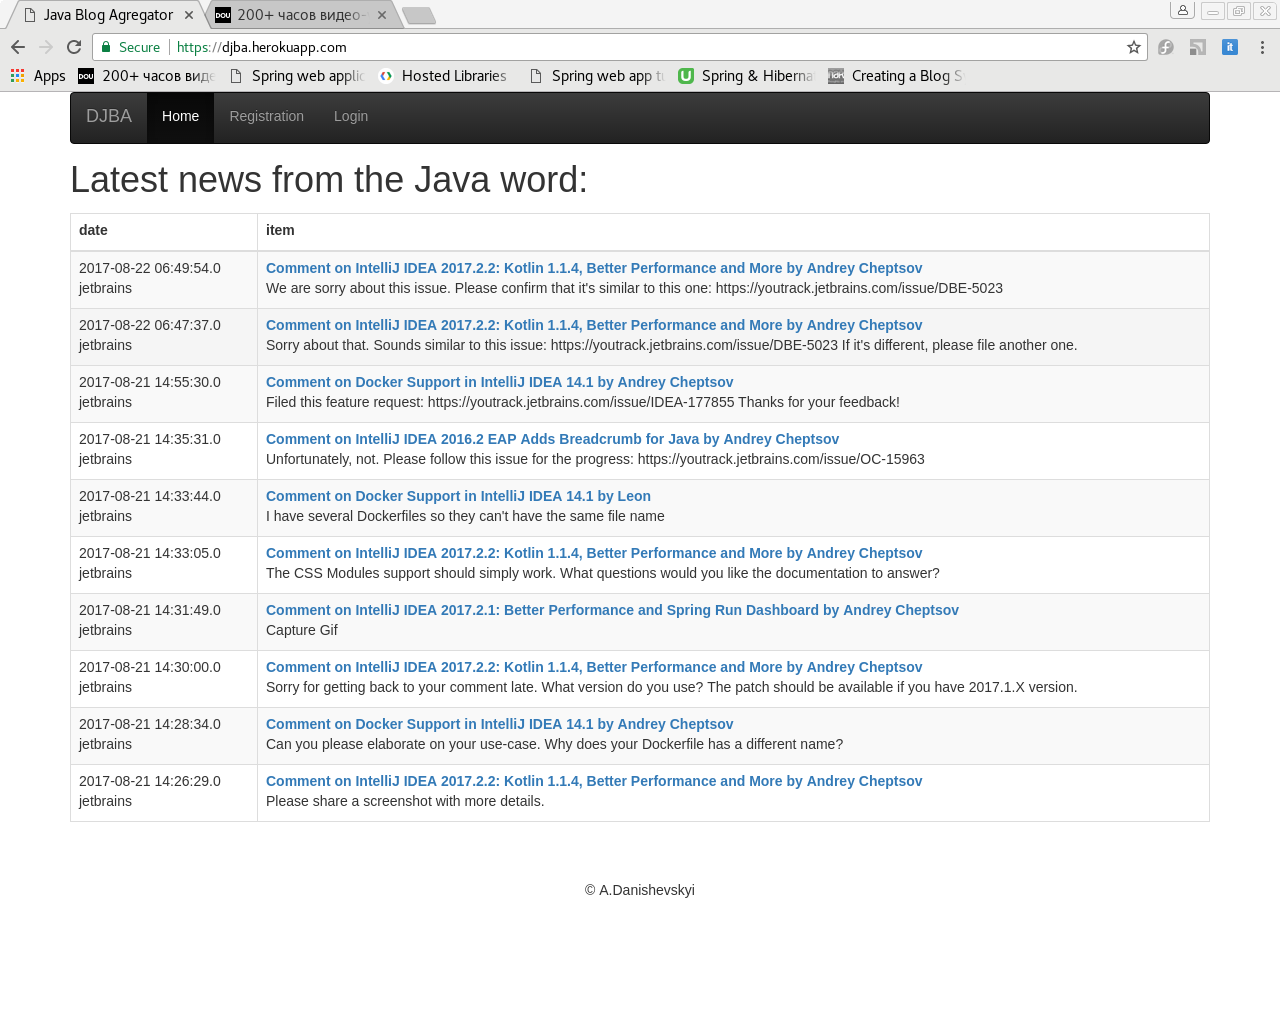 Java Blog Agregator
200+ часов видео-
Secure https://djba.herokuapp.com
Apps
200+ часов вид
Spring web applic
Hosted Libraries
Spring web app t
Spring & Hiberna
Creating a Blog S
DJBA Home Registration Login
Latest news from the Java word:
date item
2017-08-22 06:49:54.0 Comment on IntelliJ IDEA 2017.2.2: Kotlin 1.1.4, Better Performance and More by Andrey Cheptsov
jetbrains We are sorry about this issue. Please confirm that it's similar to this one: https://youtrack.jetbrains.com/issue/DBE-5023
2017-08-22 06:47:37.0 Comment on IntelliJ IDEA 2017.2.2: Kotlin 1.1.4, Better Performance and More by Andrey Cheptsov
jetbrains Sorry about that. Sounds similar to this issue: https://youtrack.jetbrains.com/issue/DBE-5023 If it's different, please file another one.
2017-08-21 14:55:30.0 Comment on Docker Support in IntelliJ IDEA 14.1 by Andrey Cheptsov
jetbrains Filed this feature request: https://youtrack.jetbrains.com/issue/IDEA-177855 Thanks for your feedback!
2017-08-21 14:35:31.0 Comment on IntelliJ IDEA 2016.2 EAP Adds Breadcrumb for Java by Andrey Cheptsov
jetbrains Unfortunately, not. Please follow this issue for the progress: https://youtrack.jetbrains.com/issue/OC-15963
2017-08-21 14:33:44.0 Comment on Docker Support in IntelliJ IDEA 14.1 by Leon
jetbrains I have several Dockerfiles so they can't have the same file name
2017-08-21 14:33:05.0 Comment on IntelliJ IDEA 2017.2.2: Kotlin 1.1.4, Better Performance and More by Andrey Cheptsov
jetbrains The CSS Modules support should simply work. What questions would you like the documentation to answer?
2017-08-21 14:31:49.0 Comment on IntelliJ IDEA 2017.2.1: Better Performance and Spring Run Dashboard by Andrey Cheptsov
jetbrains Capture Gif
2017-08-21 14:30:00.0 Comment on IntelliJ IDEA 2017.2.2: Kotlin 1.1.4, Better Performance and More by Andrey Cheptsov
jetbrains Sorry for getting back to your comment late. What version do you use? The patch should be available if you have 2017.1.X version.
2017-08-21 14:28:34.0 Comment on Docker Support in IntelliJ IDEA 14.1 by Andrey Cheptsov
jetbrains Can you please elaborate on your use-case. Why does your Dockerfile has a different name?
2017-08-21 14:26:29.0 Comment on IntelliJ IDEA 2017.2.2: Kotlin 1.1.4, Better Performance and More by Andrey Cheptsov
jetbrains Please share a screenshot with more details.
© A.Danishevskyi